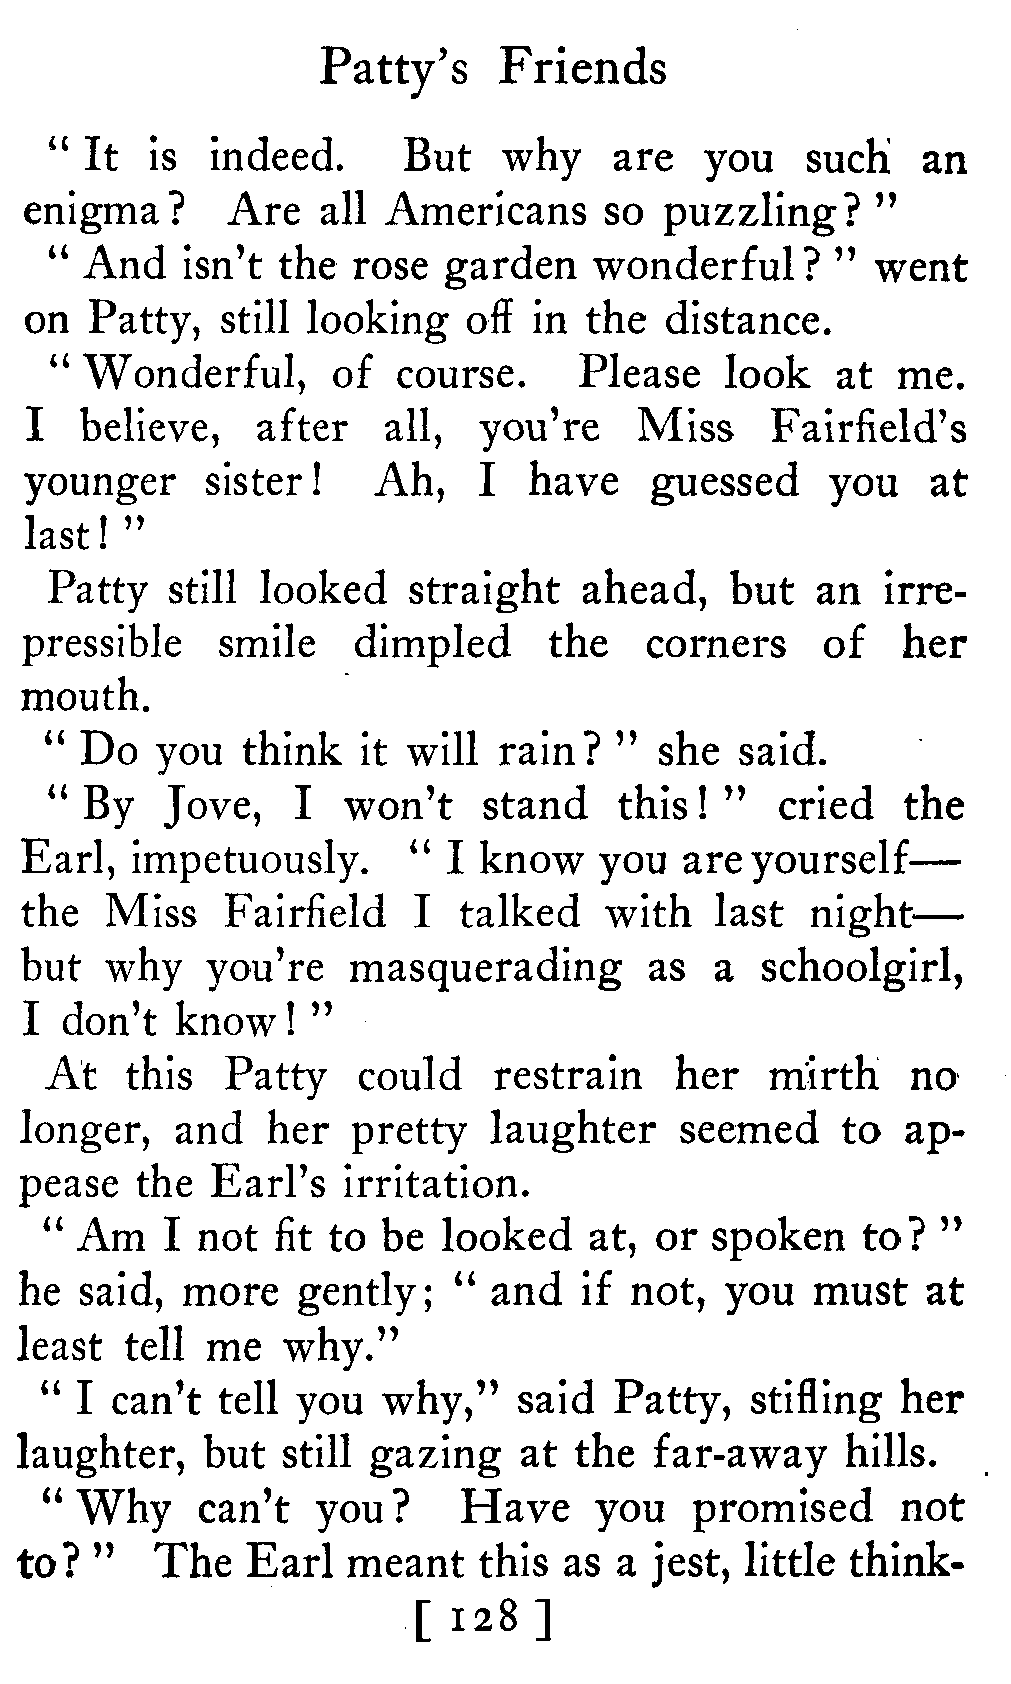 Patty's Friends
“ It is indeed. But why are you such an
enigma? Are all Americans so puzzling? ”
“ And isn't the rose garden wonderful? ” went
on Patty, still looking off in the distance.
“ Wonderful, of course. Please look at me.
I believe, after all, you're Miss Fairfield's
younger sister! Ah, I have guessed you at
last! ”
Patty still looked straight ahead, but an irre-
pressible smile dimpled the corners of her
mouth.
“ Do you think it will rain? ” she said.
“ By Jove, I won't stand this! ” cried the
Earl, impetuously. “ I know you are yourself—
the Miss Fairfield I talked with last night—
but why you're masquerading as a schoolgirl,
I don't know! ”
At this Patty could restrain her mirth no
longer, and her pretty laughter seemed to ap-
pease the Earl's irritation.
“ Am I not fit to be looked at, or spoken to? ”
he said, more gently; “ and if not, you must at
least tell me why.”
“ I can't tell you why,” said Patty, stifling her
laughter, but still gazing at the far-away hills.
“ Why can't you? Have you promised not
to? ” The Earl meant this as a jest, little think-
[ 128 ]